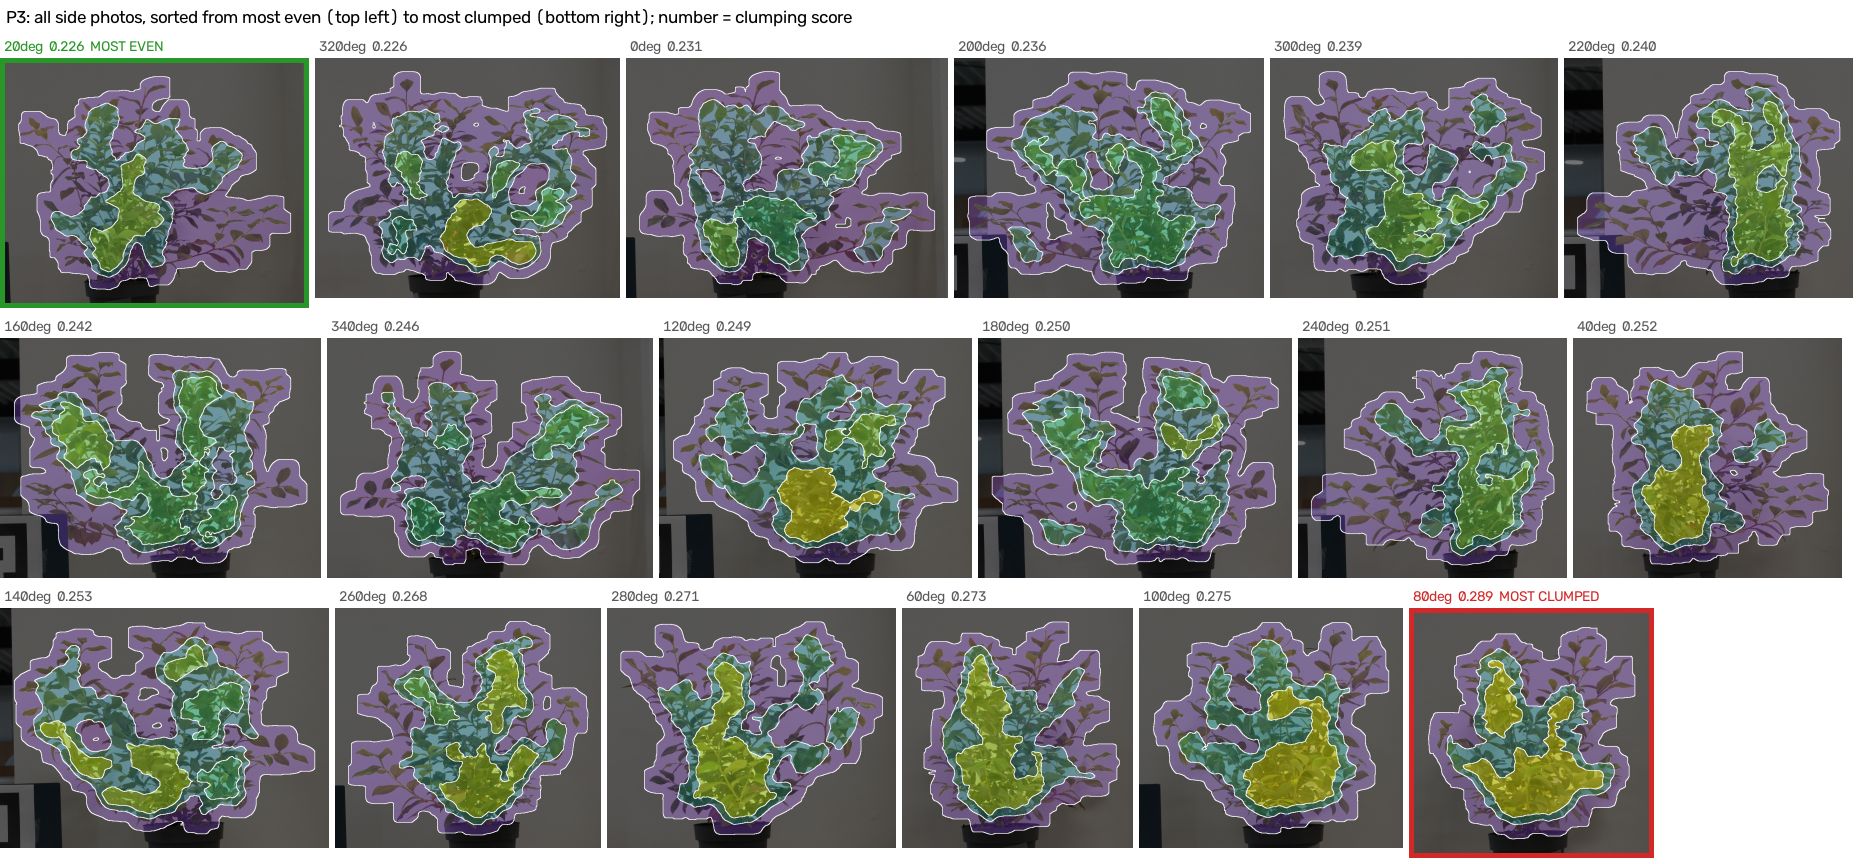 P3: all side photos, sorted from most even (top left) to most clumped (bottom right); number = clumping score
20deg 0.226 MOST EVEN
320deg 0.226
0deg 0.231
200deg 0.236
300deg 0.239
220deg 0.240
160deg 0.242
340deg 0.246
120deg 0.249
180deg 0.250
240deg 0.251
40deg 0.252
140deg 0.253
260deg 0.268
280deg 0.271
60deg 0.273
100deg 0.275
80deg 0.289 MOST CLUMPED